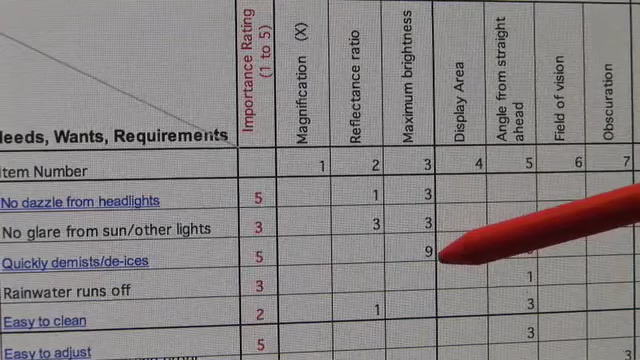 Importance Rating
(1 to 5)
Magnification (X)
Reflectance ratio
Maximum brightness
Display Area
Angle from straight
ahead
Field of vision
Obscuration
eeds, Wants, Requirements
Item Number 1 2 3 4 5 6 7
No dazzle from headlights 5 1 3
No glare from sun/other lights 3 3 3
Quickly demists/de-ices 5 9
Rainwater runs off 3 1
Easy to clean 2 1 3
Easy to adjust 5 3 3